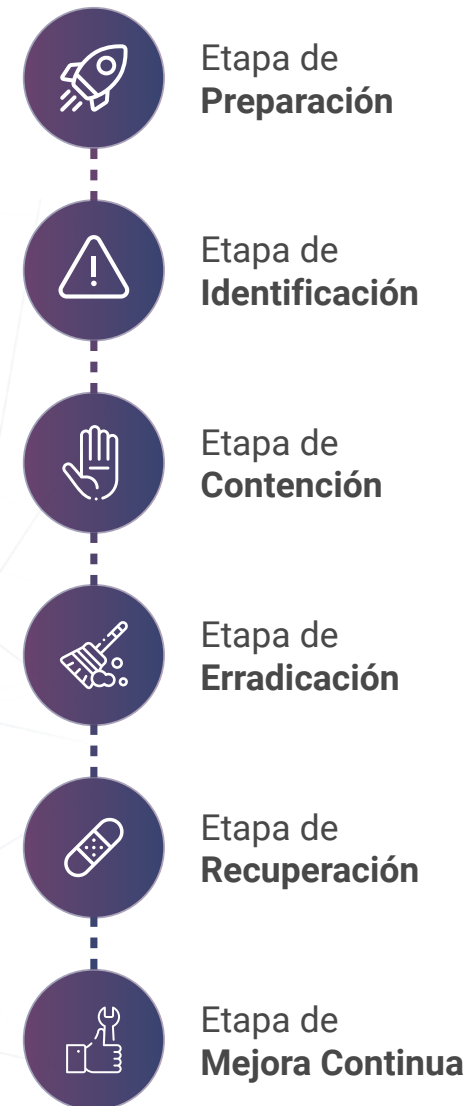 Etapa de
Preparación
Etapa de
Identificación
Etapa de
Contención
Etapa de
Erradicación
Etapa de
Recuperación
Etapa de
Mejora Continua